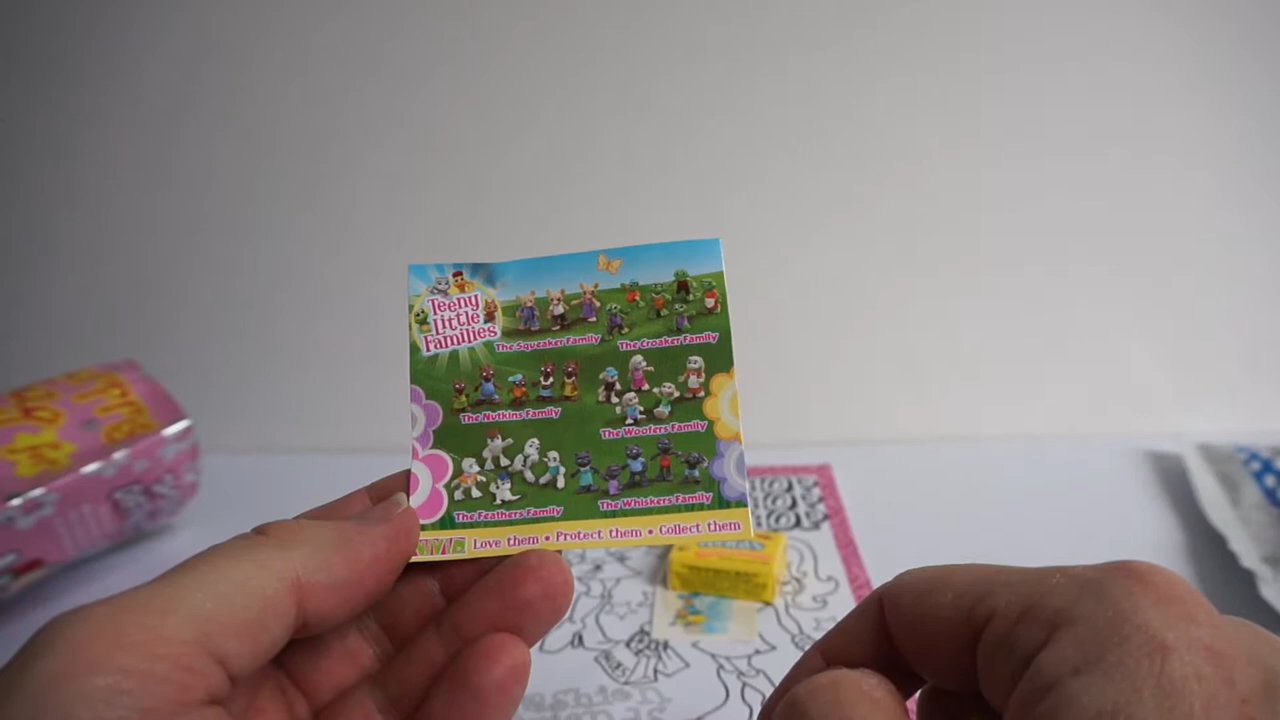 Teeny
Little
Families
The Squeaker Family
The Croaker Family
The Nutkins Family
The Woofers Family
The Feathers Family
The Whiskers Family
Love them • Protect them • Collect them